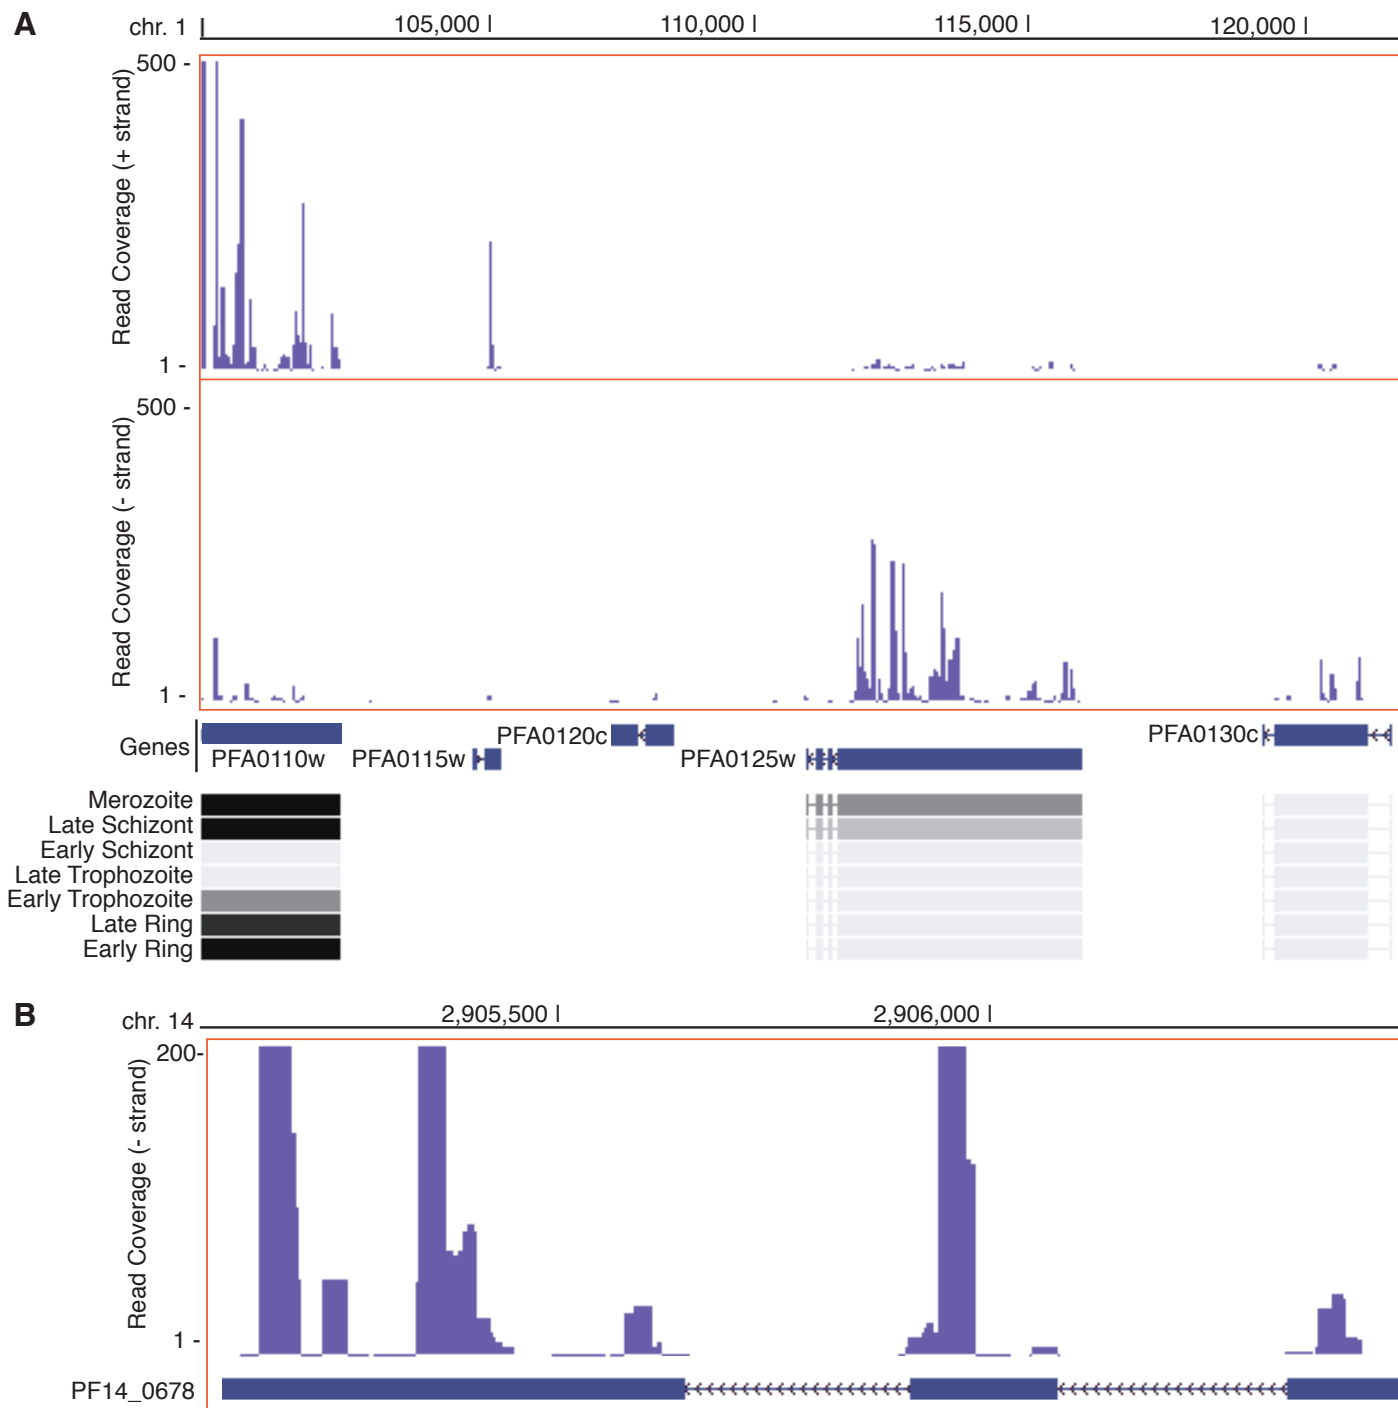 A
chr. 1 105,000 110,000 115,000 120,000
500 -
Read Coverage (+ strand)
1 -
500 -
Read Coverage (- strand)
1 -
Genes
PFA0110w PFA0115w PFA0120c PFA0125w PFA0130c
Merozoite
Late Schizont
Early Schizont
Late Trophozoite
Early Trophozoite
Late Ring
Early Ring
B
chr. 14 2,905,500 2,906,000
200-
Read Coverage (- strand)
1 -
PF14_0678